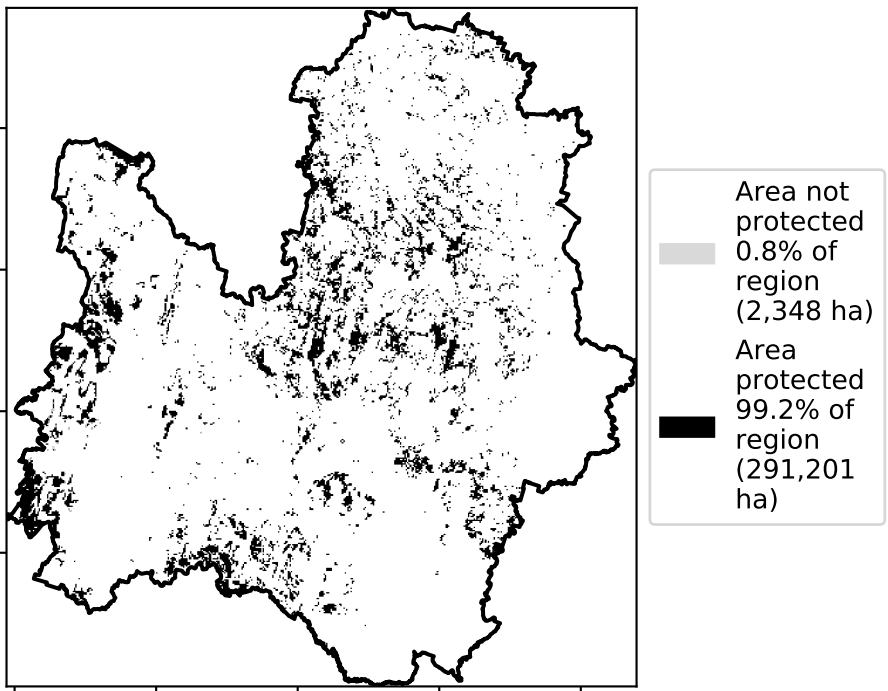 Area not
protected
0.8% of
region
(2,348 ha)
Area
protected
99.2% of
region
(291,201
ha)